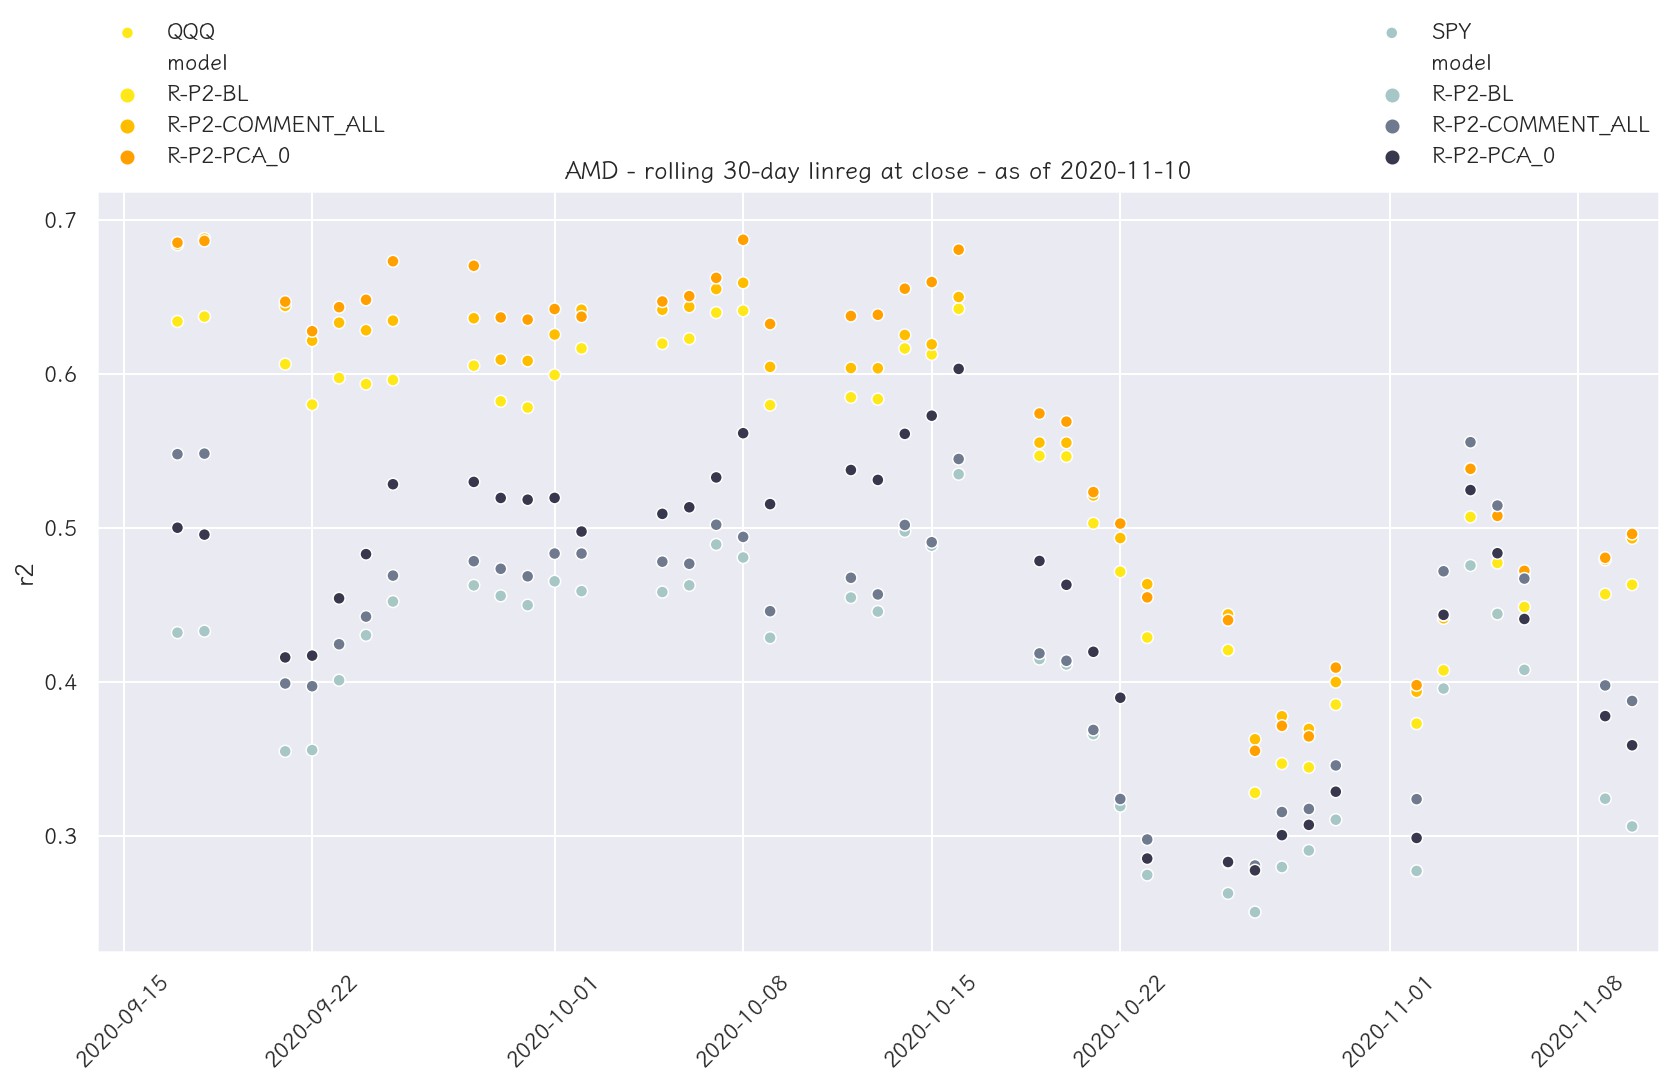 QQQ
model
R-P2-BL
R-P2-COMMENT_ALL
R-P2-PCA_0
SPY
model
R-P2-BL
R-P2-COMMENT_ALL
R-P2-PCA_0
AMD - rolling 30-day linreg at close - as of 2020-11-10
r2
0.7
0.6
0.5
0.4
0.3
2020-09-15
2020-09-22
2020-10-01
2020-10-08
2020-10-15
2020-10-22
2020-11-01
2020-11-08